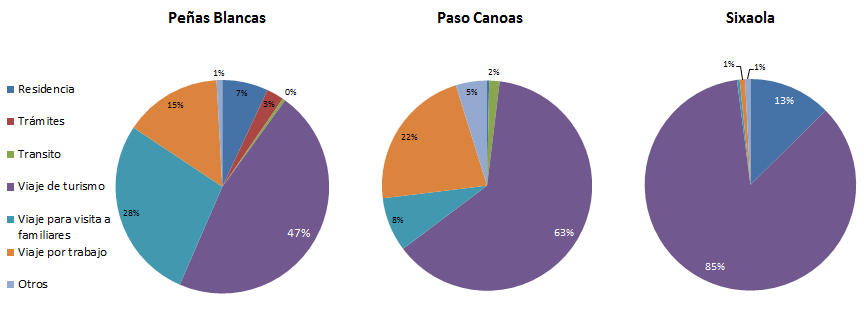 Peñas Blancas
Paso Canoas
Sixaola
Residencia
Trámites
Transito
Viaje de turismo
Viaje para visita a
familiares
Viaje por trabajo
Otros
1%
7%
3%
0%
15%
28%
47%
2%
5%
22%
8%
63%
1%
1%
13%
85%